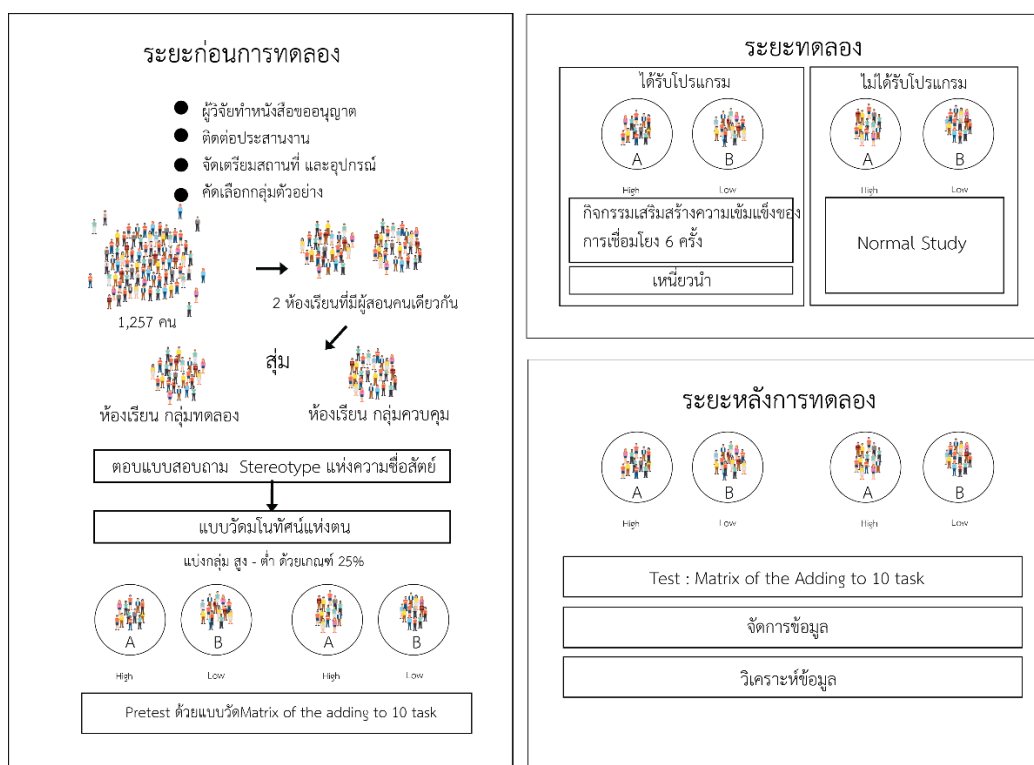 ระยะก่อนการทดลอง
ผู้วิจัยทำหนังสือขออนุญาต
ติดต่อประสานงาน
จัดเตรียมสถานที่ และอุปกรณ์
คัดเลือกกลุ่มตัวอย่าง
1,257 คน
2 ห้องเรียนที่มีผู้สอนคนเดียวกัน
สุ่ม
ห้องเรียน กลุ่มทดลอง
ห้องเรียน กลุ่มควบคุม
ตอบแบบสอบถาม Stereotype แห่งความซื่อสัตย์
แบบวัดมโนทัศน์แห่งตน
แบ่งกลุ่ม สูง - ต่ำ ด้วยเกณฑ์ 25%
A B A B
High Low High Low
Pretest ด้วยแบบวัดMatrix of the adding to 10 task
ระยะทดลอง
ได้รับโปรแกรม
A B
High Low
กิจกรรมเสริมสร้างความเข้มแข็งของ
การเชื่อมโยง 6 ครั้ง
เหนี่ยวนำ
ไม่ได้รับโปรแกรม
A B
High Low
Normal Study
ระยะหลังการทดลอง
A B A B
High Low High Low
Test : Matrix of the Adding to 10 task
จัดการข้อมูล
วิเคราะห์ข้อมูล